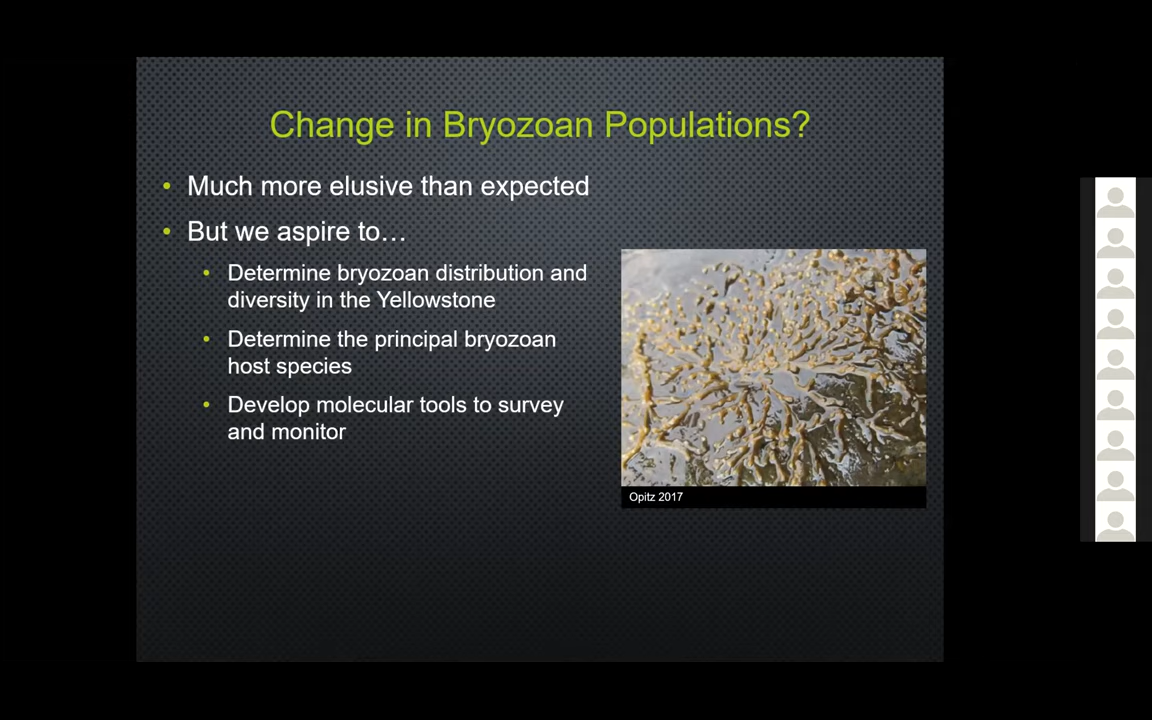 Change in Bryozoan Populations?
• Much more elusive than expected
• But we aspire to…
• Determine bryozoan distribution and
diversity in the Yellowstone
• Determine the principal bryozoan
host species
• Develop molecular tools to survey
and monitor
Opitz 2017